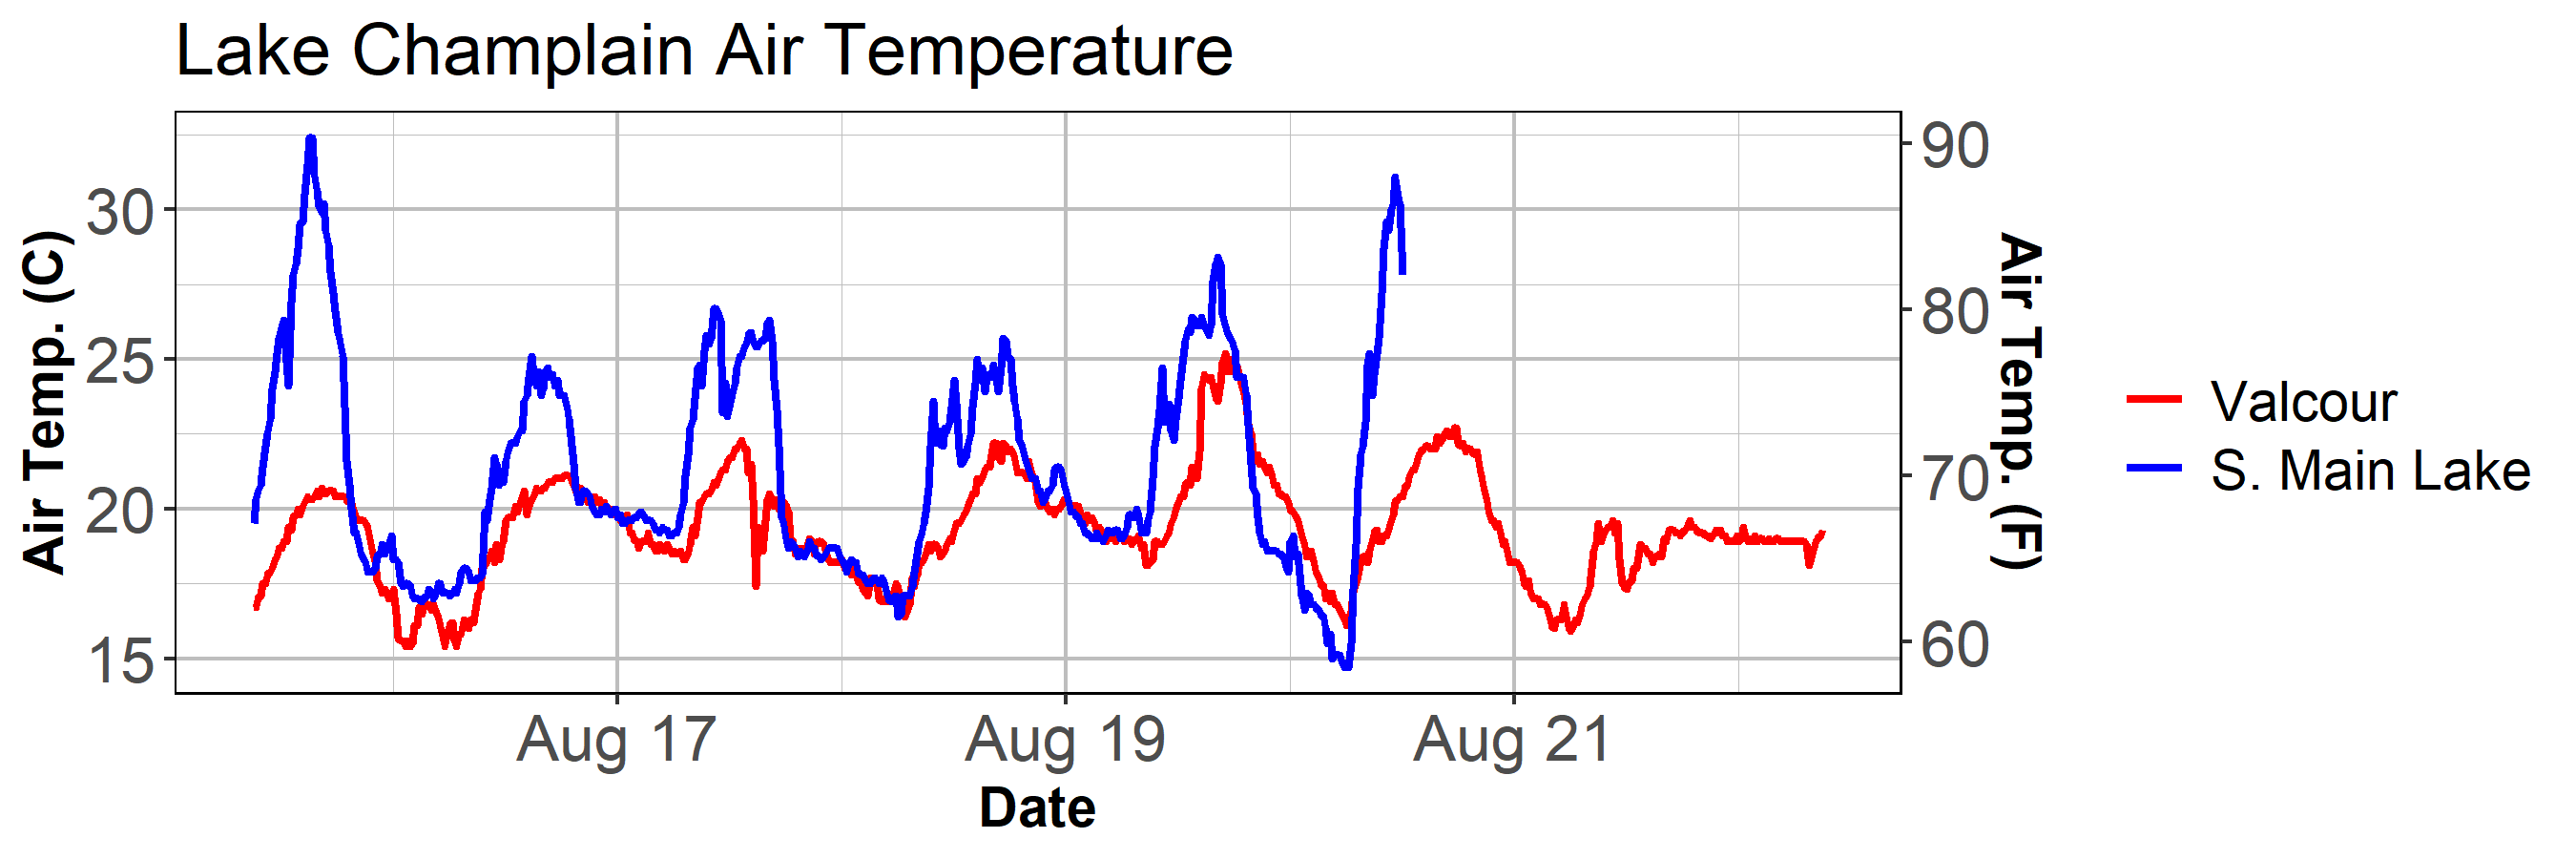 Lake Champlain Air Temperature
Air Temp. (C)
30
25
20
15
90
80
70
60
Air Temp. (F)
Aug 17 Aug 19 Aug 21
Date
Valcour
S. Main Lake